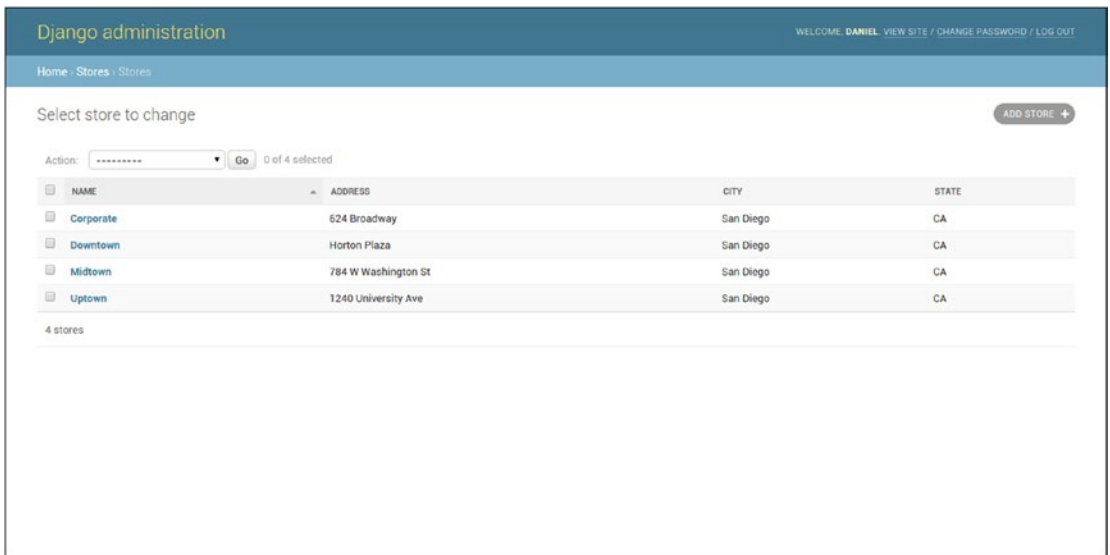 Django administration
WELCOME, DANIEL. VIEW SITE / CHANGE PASSWORD / LOG OUT
Home › Stores › Stores
Select store to change
ADD STORE +
Action: --------- Go 0 of 4 selected
NAME ADDRESS CITY STATE
Corporate 624 Broadway San Diego CA
Downtown Horton Plaza San Diego CA
Midtown 784 W Washington St San Diego CA
Uptown 1240 University Ave San Diego CA
4 stores